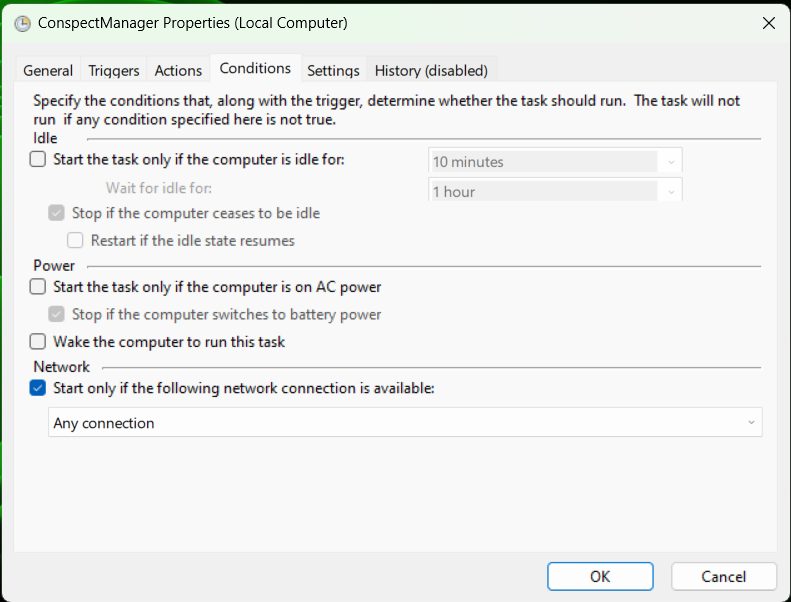 ConspectManager Properties (Local Computer)
General Triggers Actions Conditions Settings History (disabled)
Specify the conditions that, along with the trigger, determine whether the task should run. The task will not
run if any condition specified here is not true.
Idle
Start the task only if the computer is idle for: 10 minutes
Wait for idle for: 1 hour
Stop if the computer ceases to be idle
Restart if the idle state resumes
Power
Start the task only if the computer is on AC power
Stop if the computer switches to battery power
Wake the computer to run this task
Network
Start only if the following network connection is available:
Any connection
OK Cancel